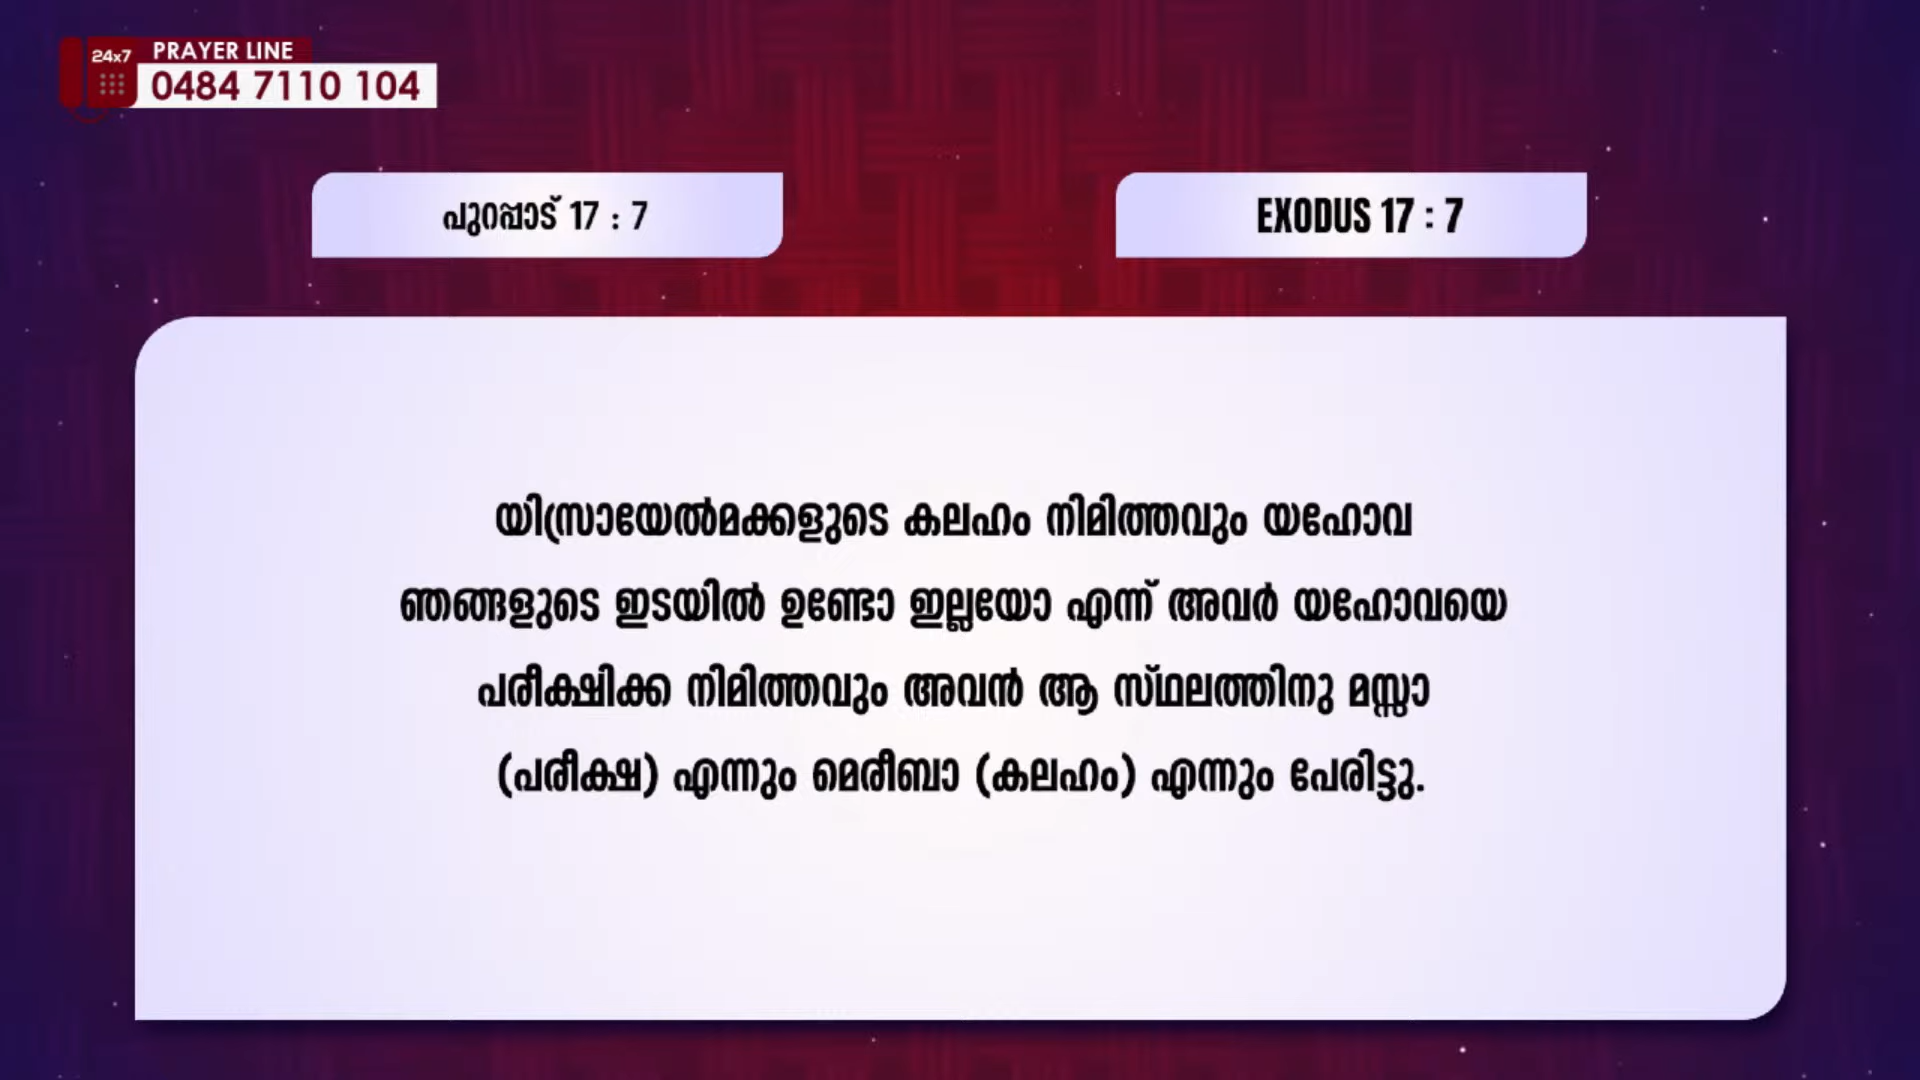 24x7 PRAYER LINE
0484 7110 104
പുറപ്പാട് 17 : 7
EXODUS 17 : 7
യിസ്രായേൽമക്കളുടെ കലഹം നിമിത്തവും യഹോവ
ഞങ്ങളുടെ ഇടയിൽ ഉണ്ടോ ഇല്ലയോ എന്ന് അവർ യഹോവയെ
പരീക്ഷിക്ക നിമിത്തവും അവൻ ആ സ്ഥലത്തിനു മസ്സാ
(പരീക്ഷ) എന്നും മെരീബാ (കലഹം) എന്നും പേരിട്ടു.